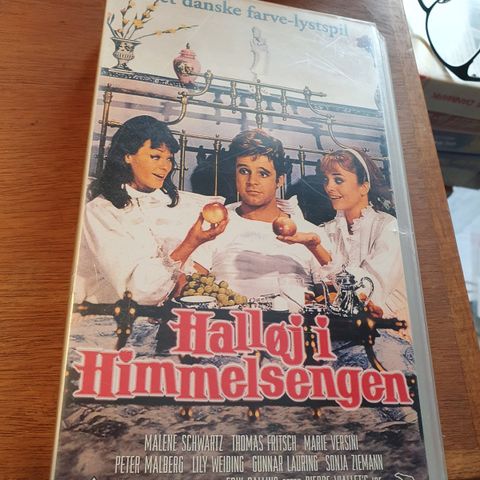 danske farve-lystspil
Halløj i
Himmelsengen
MALENE SCHWARTZ THOMAS FRITSCH MARIE VERSINI
PETER MALBERG LILY WEIDING GUNNAR LAURING SONJA ZIEMANN